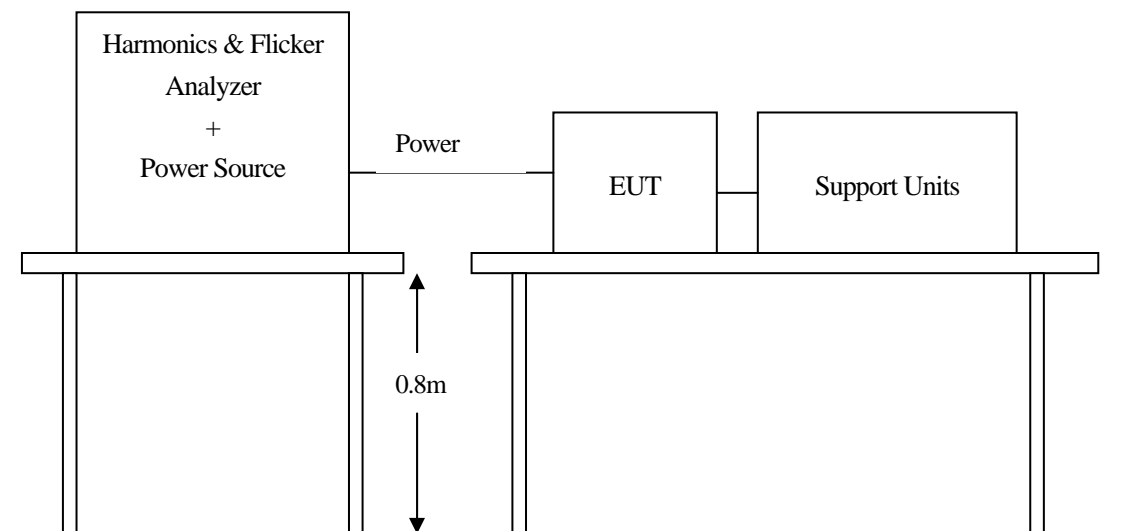 Harmonics & Flicker
Analyzer
+
Power Source
Power
EUT
Support Units
0.8m